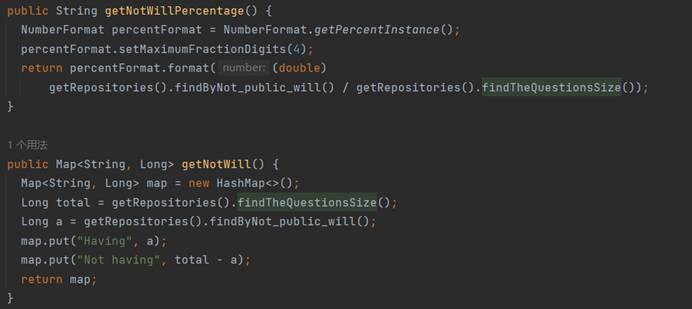 public String getNotWillPercentage() {
NumberFormat percentFormat = NumberFormat.getPercentInstance();
percentFormat.setMaximumFractionDigits(4);
return percentFormat.format( number: (double)
getRepositories().findByNot_public_will() / getRepositories().findTheQuestionsSize());
}
1 个用法
public Map<String, Long> getNotWill() {
Map<String, Long> map = new HashMap<>();
Long total = getRepositories().findTheQuestionsSize();
Long a = getRepositories().findByNot_public_will();
map.put("Having", a);
map.put("Not having", total - a);
return map;
}